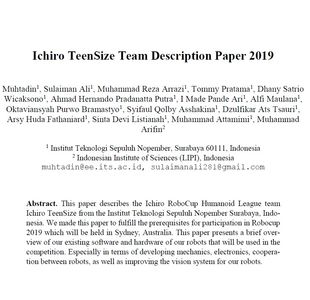 Ichiro TeenSize Team Description Paper 2019
Muhtadin¹, Sulaiman Ali¹, Muhammad Reza Arrazi¹, Tommy Pratama¹, Dhany Satrio
Wicaksono¹, Ahmad Hernando Pradanatta Putra¹, I Made Pande Ari¹, Alfi Maulana¹,
Oktaviansyah Purwo Bramastyo¹, Syifaul Qolby Asshakina¹, Dzulfikar Ats Tsauri¹,
Arsy Huda Fathaniard¹, Sinta Devi Listianah¹, Muhammad Attamimi¹, Muhammad
Arifin²
¹ Institut Teknologi Sepuluh Nopember, Surabaya 60111, Indonesia
² Indonesian Institute of Sciences (LIPI), Indonesia
muhtadin@ee.its.ac.id, sulaimanali281@gmail.com
Abstract. This paper describes the Ichiro RoboCup Humanoid League team
Ichiro TeenSize from the Institut Teknologi Sepuluh Nopember Surabaya, Indo-
nesia. We made this paper to fulfill the prerequisites for participation in Robocup
2019 which will be held in Sydney, Australia. This paper presents a brief over-
view of our existing software and hardware of our robots that will be used in the
competition. Especially in terms of developing mechanics, electronics, coopera-
tion between robots, as well as improving the vision system for our robots.